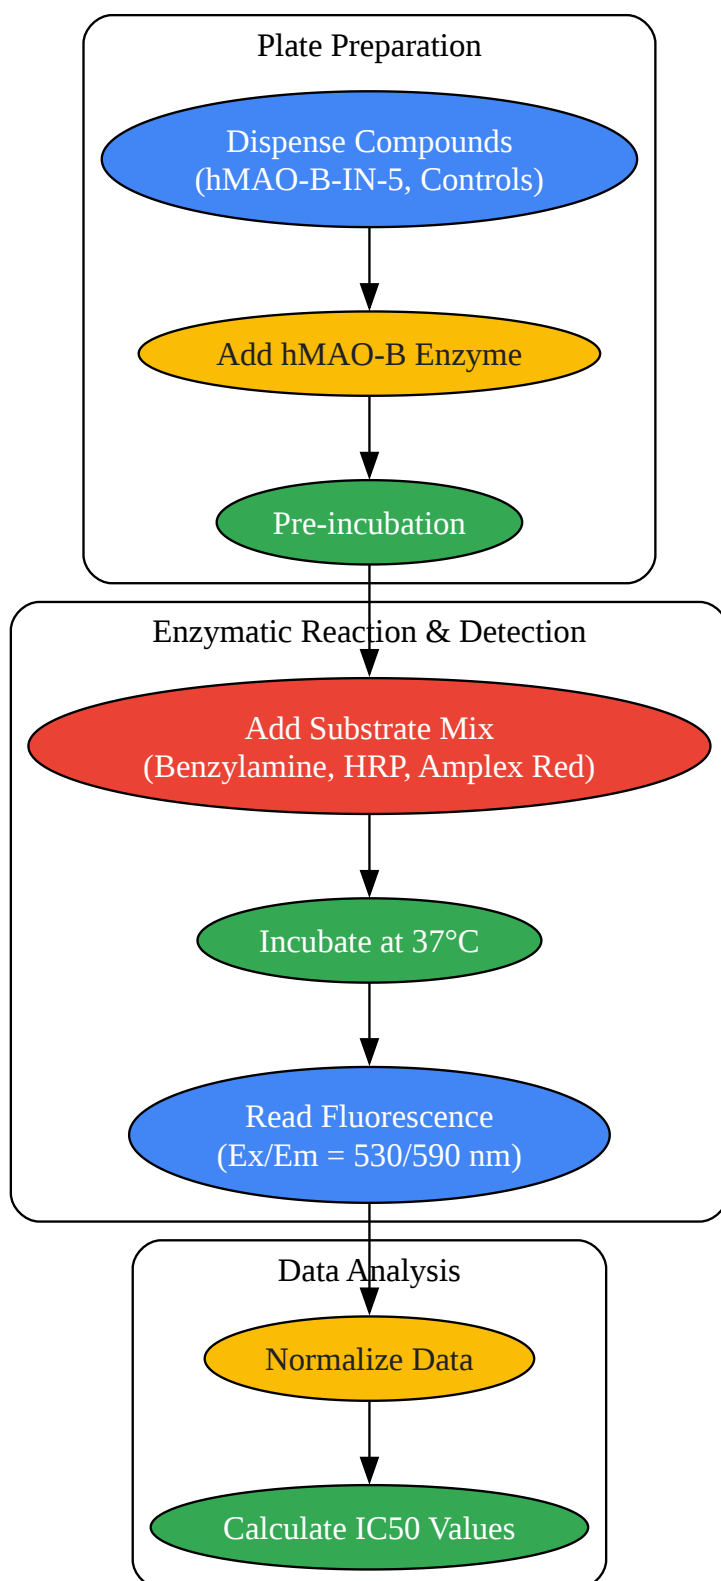 Plate Preparation
Dispense Compounds
(hMAO-B-IN-5, Controls)
Add hMAO-B Enzyme
Pre-incubation
Enzymatic Reaction & Detection
Add Substrate Mix
(Benzylamine, HRP, Amplex Red)
Incubate at 37°C
Read Fluorescence
(Ex/Em = 530/590 nm)
Data Analysis
Normalize Data
Calculate IC50 Values